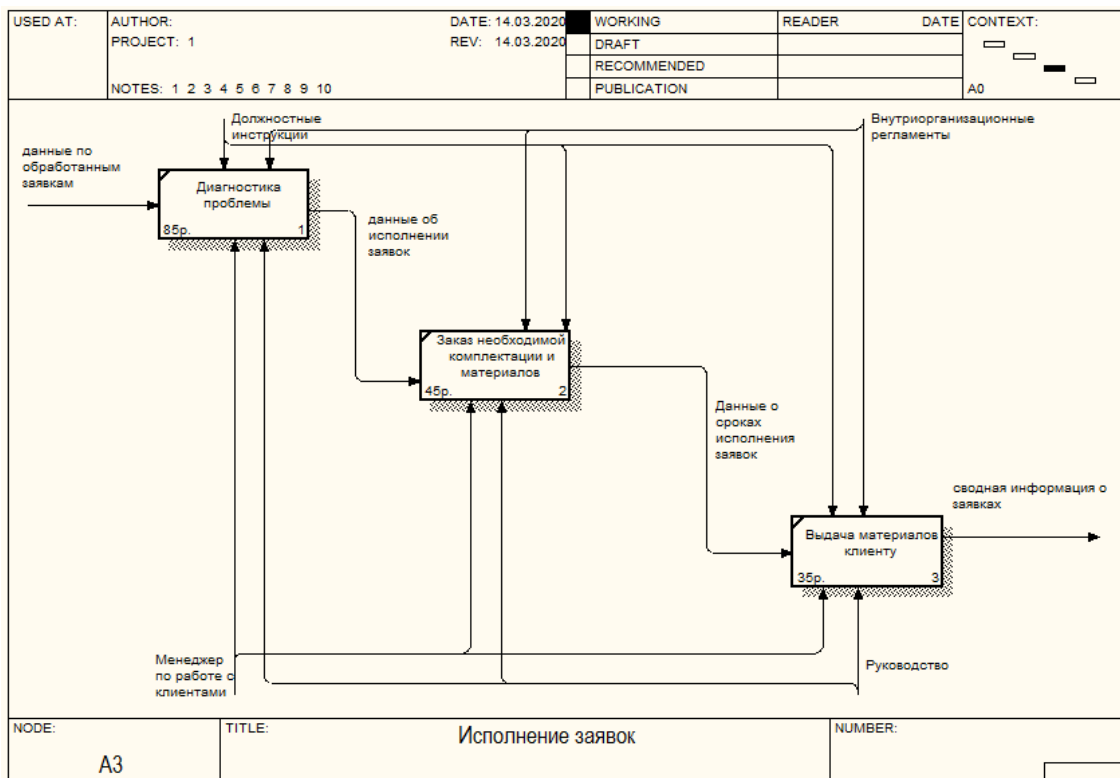 USED AT:
AUTHOR:
DATE: 14.03.2020
PROJECT: 1
REV: 14.03.2020
NOTES: 1 2 3 4 5 6 7 8 9 10
WORKING
DRAFT
RECOMMENDED
PUBLICATION
READER
DATE
CONTEXT:
A0
Должностные
инструкции
Внутриорганизационные
регламенты
данные по
обработанным
заявкам
Диагностика
проблемы
85р.
1
данные об
исполнении
заявок
Заказ необходимой
комплектации и
материалов
45р.
2
Данные о
сроках
исполнения
заявок
сводная информация о
заявках
Выдача материалов
клиенту
35р.
3
Менеджер
по работе с
клиентами
Руководство
NODE:
A3
TITLE:
Исполнение заявок
NUMBER: